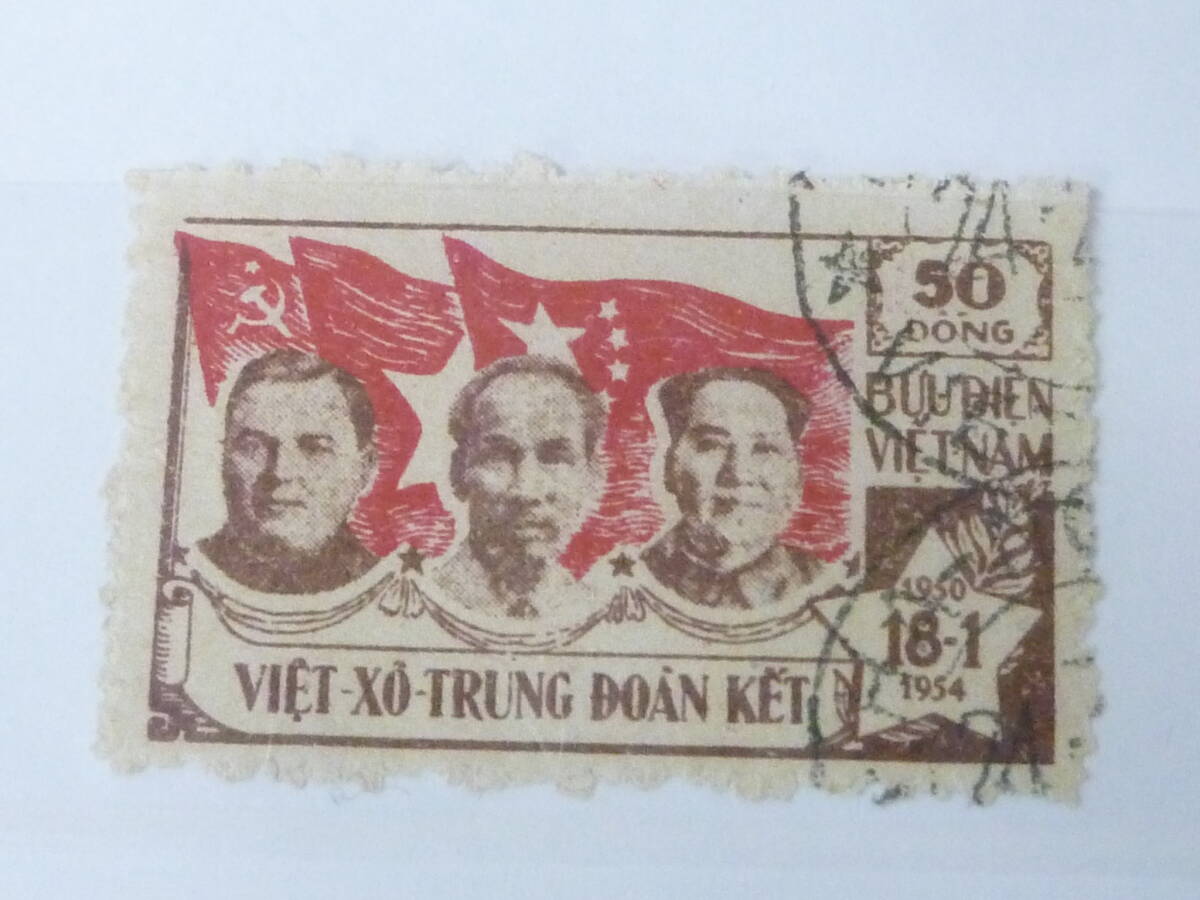 50
ĐỒNG
BƯU ĐIỆN
VIỆT-NAM
1950
18-1
1954
VIỆT-XÔ-TRUNG ĐOÀN KẾT